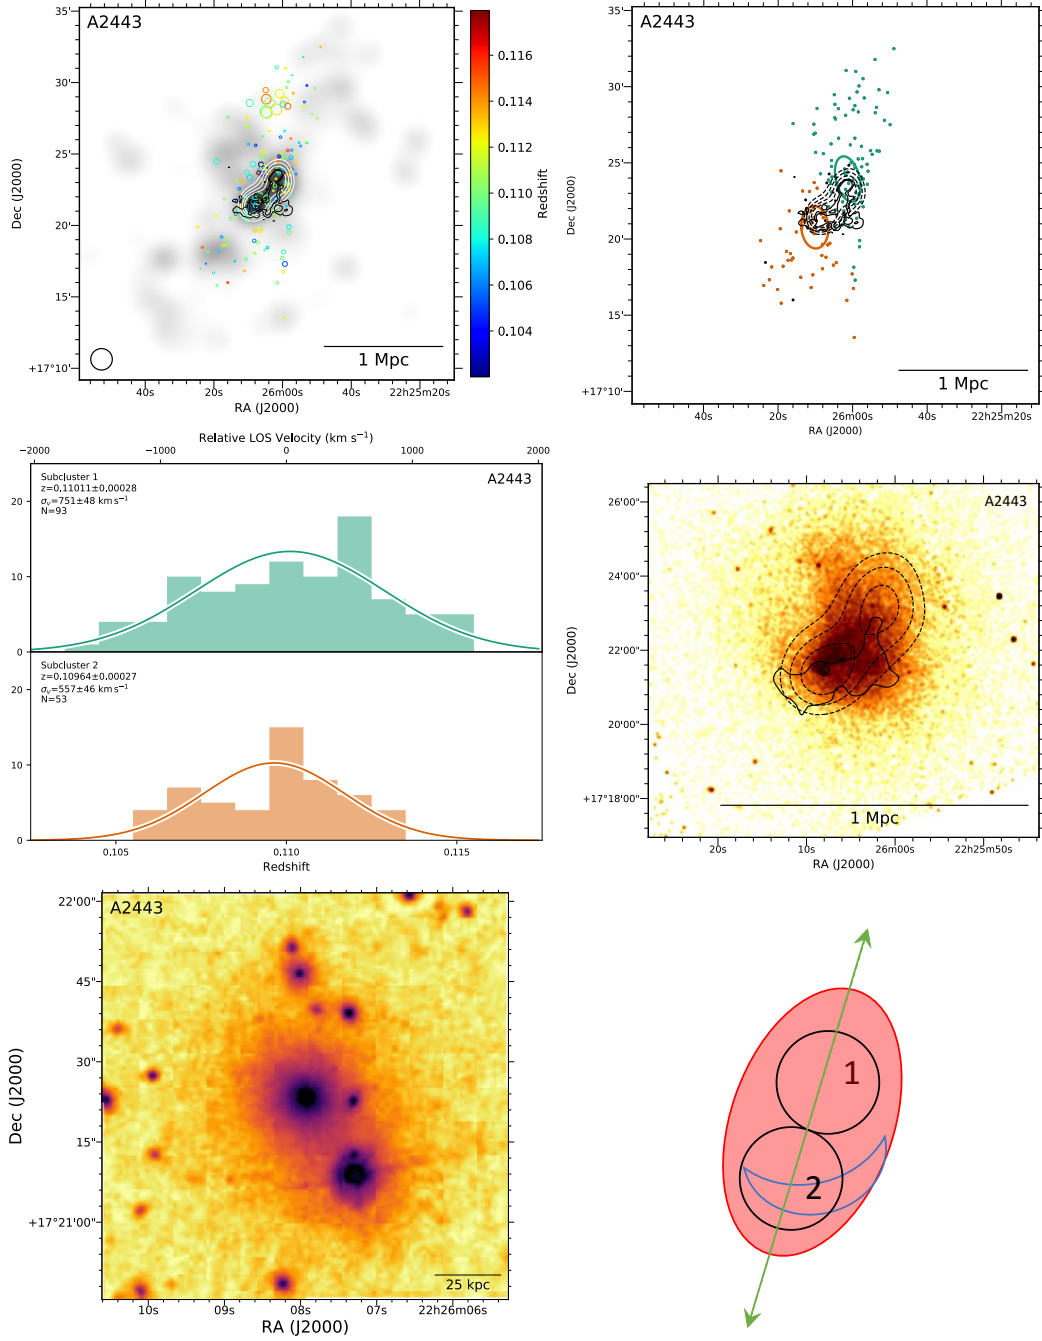 A2443
35'
30'
25'
20'
15'
+17°10'
Dec (J2000)
1 Mpc
40s 20s 26m00s 40s 22h25m20s
RA (J2000)
0.116
0.114
0.112
0.110
0.108
0.106
0.104
Redshift
A2443
35'
30'
25'
20'
15'
+17°10'
Dec (J2000)
1 Mpc
40s 20s 26m00s 40s 22h25m20s
RA (J2000)
Relative LOS Velocity (km s⁻¹)
−2000 −1000 0 1000 2000
Subcluster 1
z=0.11011±0.00028
σᵥ=751±48 km s⁻¹
N=93
A2443
20
10
0
Subcluster 2
z=0.10964±0.00027
σᵥ=557±46 km s⁻¹
N=53
20
10
0
0.105 0.110 0.115
Redshift
A2443
26'00"
24'00"
22'00"
20'00"
+17°18'00"
Dec (J2000)
1 Mpc
20s 10s 26m00s 22h25m50s
RA (J2000)
A2443
22'00"
45"
30"
15"
+17°21'00"
Dec (J2000)
25 kpc
10s 09s 08s 07s 22h26m06s
RA (J2000)
1
2